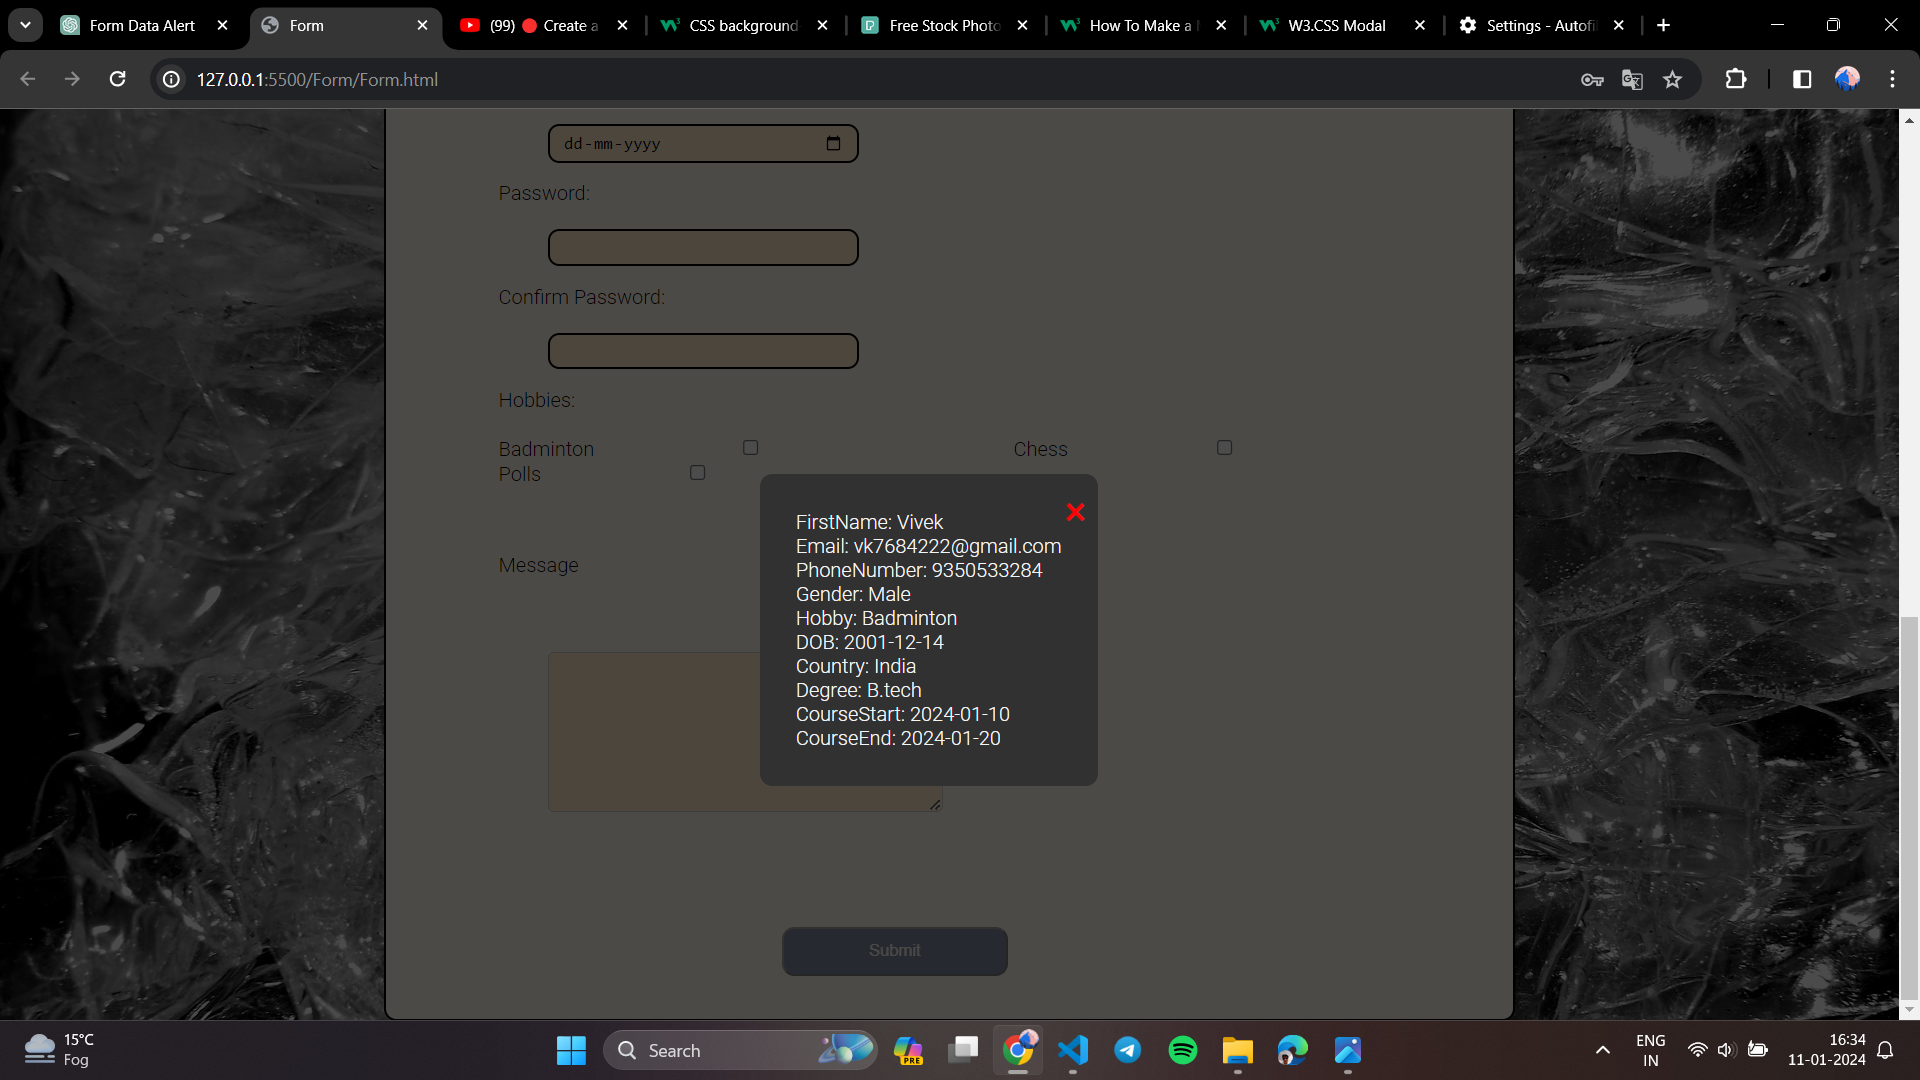 Form Data Alert
Form
(99) 🔴 Create a
CSS background-
Free Stock Photo
How To Make a
W3.CSS Modal
Settings - Autofi
127.0.0.1:5500/Form/Form.html
dd-mm-yyyy
Password:
Confirm Password:
Hobbies:
Badminton
Chess
Polls
Message
FirstName: Vivek
Email: vk7684222@gmail.com
PhoneNumber: 9350533284
Gender: Male
Hobby: Badminton
DOB: 2001-12-14
Country: India
Degree: B.tech
CourseStart: 2024-01-10
CourseEnd: 2024-01-20
Submit
15°C
Fog
Search
PRE
ENG
IN
16:34
11-01-2024